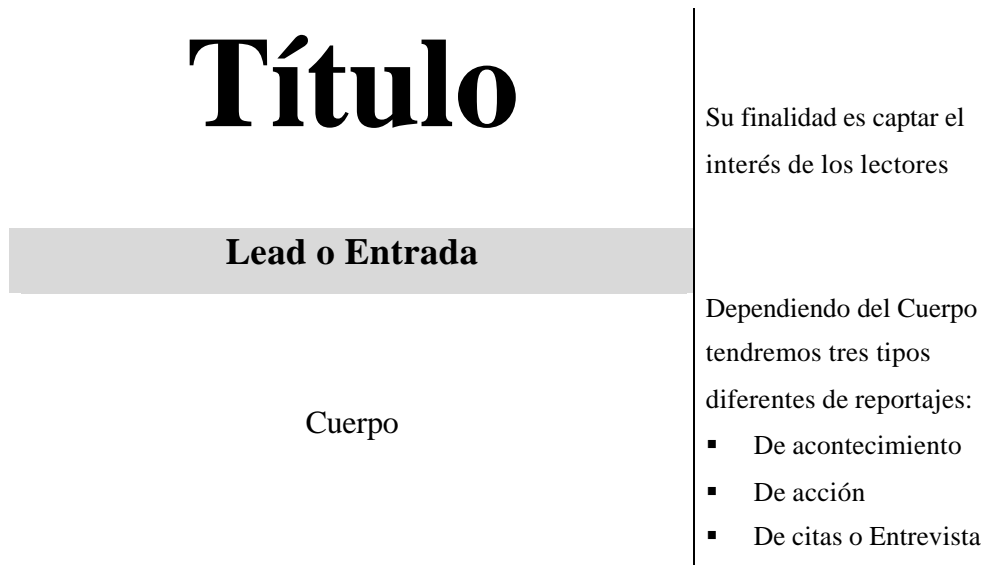 Título
Su finalidad es captar el
interés de los lectores
Lead o Entrada
Cuerpo
Dependiendo del Cuerpo
tendremos tres tipos
diferentes de reportajes:
▪ De acontecimiento
▪ De acción
▪ De citas o Entrevista